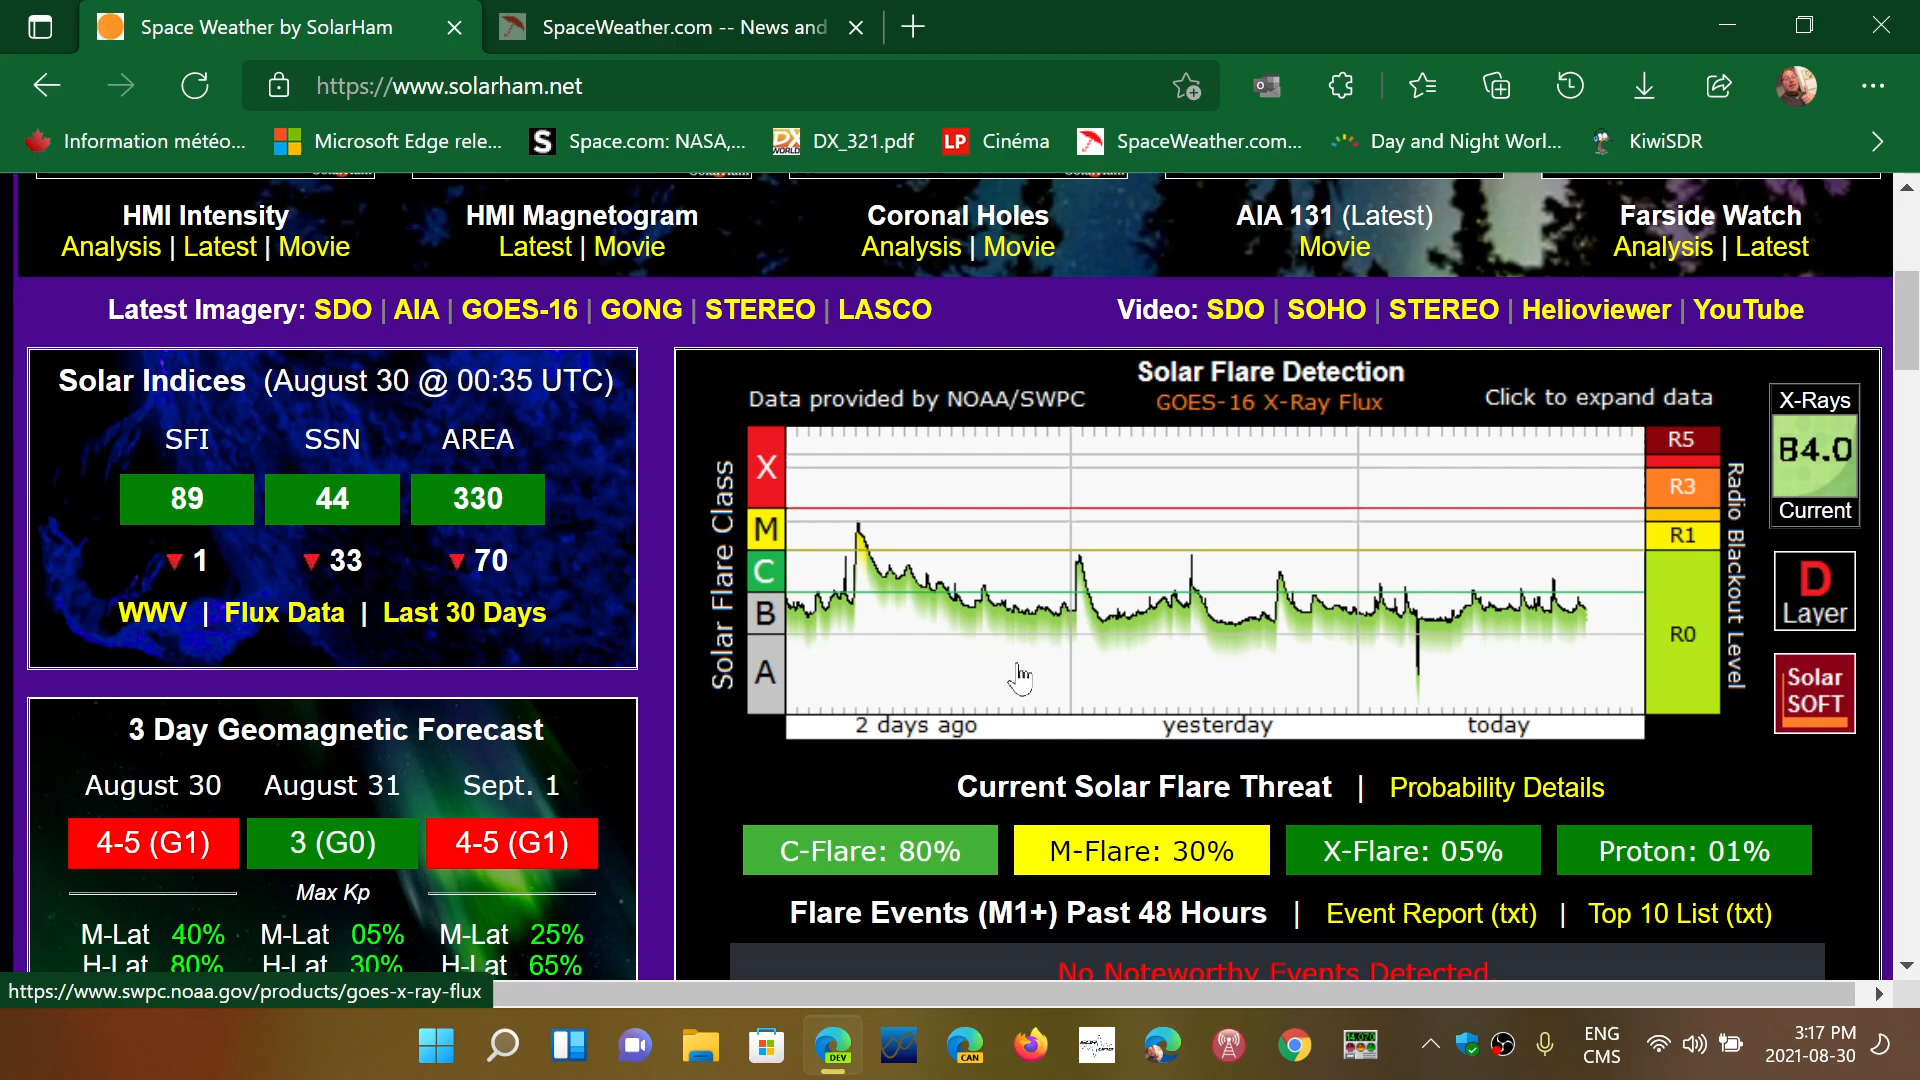 Space Weather by SolarHam
SpaceWeather.com -- News and
https://www.solarham.net
Information météo...
Microsoft Edge rele...
Space.com: NASA,...
DX_321.pdf
LP Cinéma
SpaceWeather.com...
Day and Night Worl...
KiwiSDR
HMI Intensity
Analysis | Latest | Movie
HMI Magnetogram
Latest | Movie
Coronal Holes
Analysis | Movie
AIA 131 (Latest)
Movie
Farside Watch
Analysis | Latest
Latest Imagery: SDO | AIA | GOES-16 | GONG | STEREO | LASCO
Video: SDO | SOHO | STEREO | Helioviewer | YouTube
Solar Indices (August 30 @ 00:35 UTC)
SFI SSN AREA
89 44 330
▼ 1 ▼ 33 ▼ 70
WWV | Flux Data | Last 30 Days
3 Day Geomagnetic Forecast
August 30 August 31 Sept. 1
4-5 (G1) 3 (G0) 4-5 (G1)
Max Kp
M-Lat 40% M-Lat 05% M-Lat 25%
H-Lat 80% H-Lat 30% H-Lat 65%
Solar Flare Detection
Data provided by NOAA/SWPC
GOES-16 X-Ray Flux
Click to expand data
Solar Flare Class
X
M
C
B
A
R5
R3
R1
R0
Radio Blackout Level
2 days ago yesterday today
X-Rays
B4.0
Current
D
Layer
Solar
SOFT
Current Solar Flare Threat | Probability Details
C-Flare: 80% M-Flare: 30% X-Flare: 05% Proton: 01%
Flare Events (M1+) Past 48 Hours | Event Report (txt) | Top 10 List (txt)
No Noteworthy Events Detected.
https://www.swpc.noaa.gov/products/goes-x-ray-flux
DEV
CAN
ENG
CMS
3:17 PM
2021-08-30